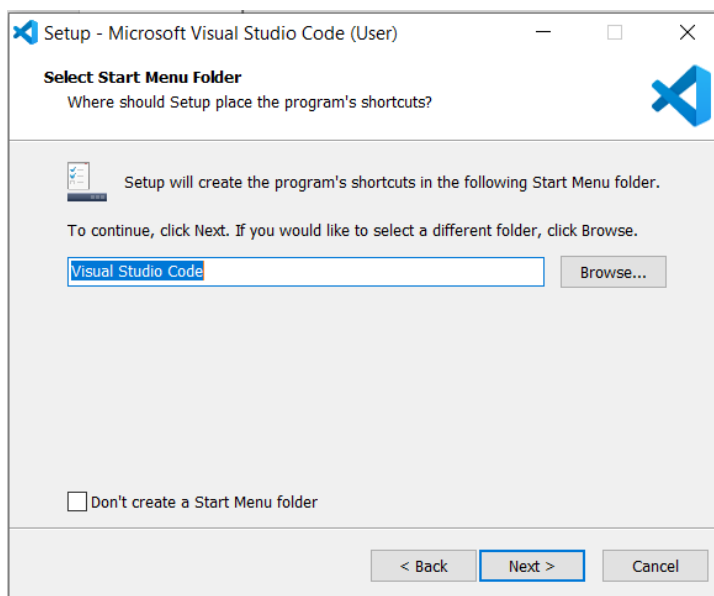 Setup - Microsoft Visual Studio Code (User)
Select Start Menu Folder
Where should Setup place the program's shortcuts?
Setup will create the program's shortcuts in the following Start Menu folder.
To continue, click Next. If you would like to select a different folder, click Browse.
Visual Studio Code
Browse...
Don't create a Start Menu folder
< Back
Next >
Cancel